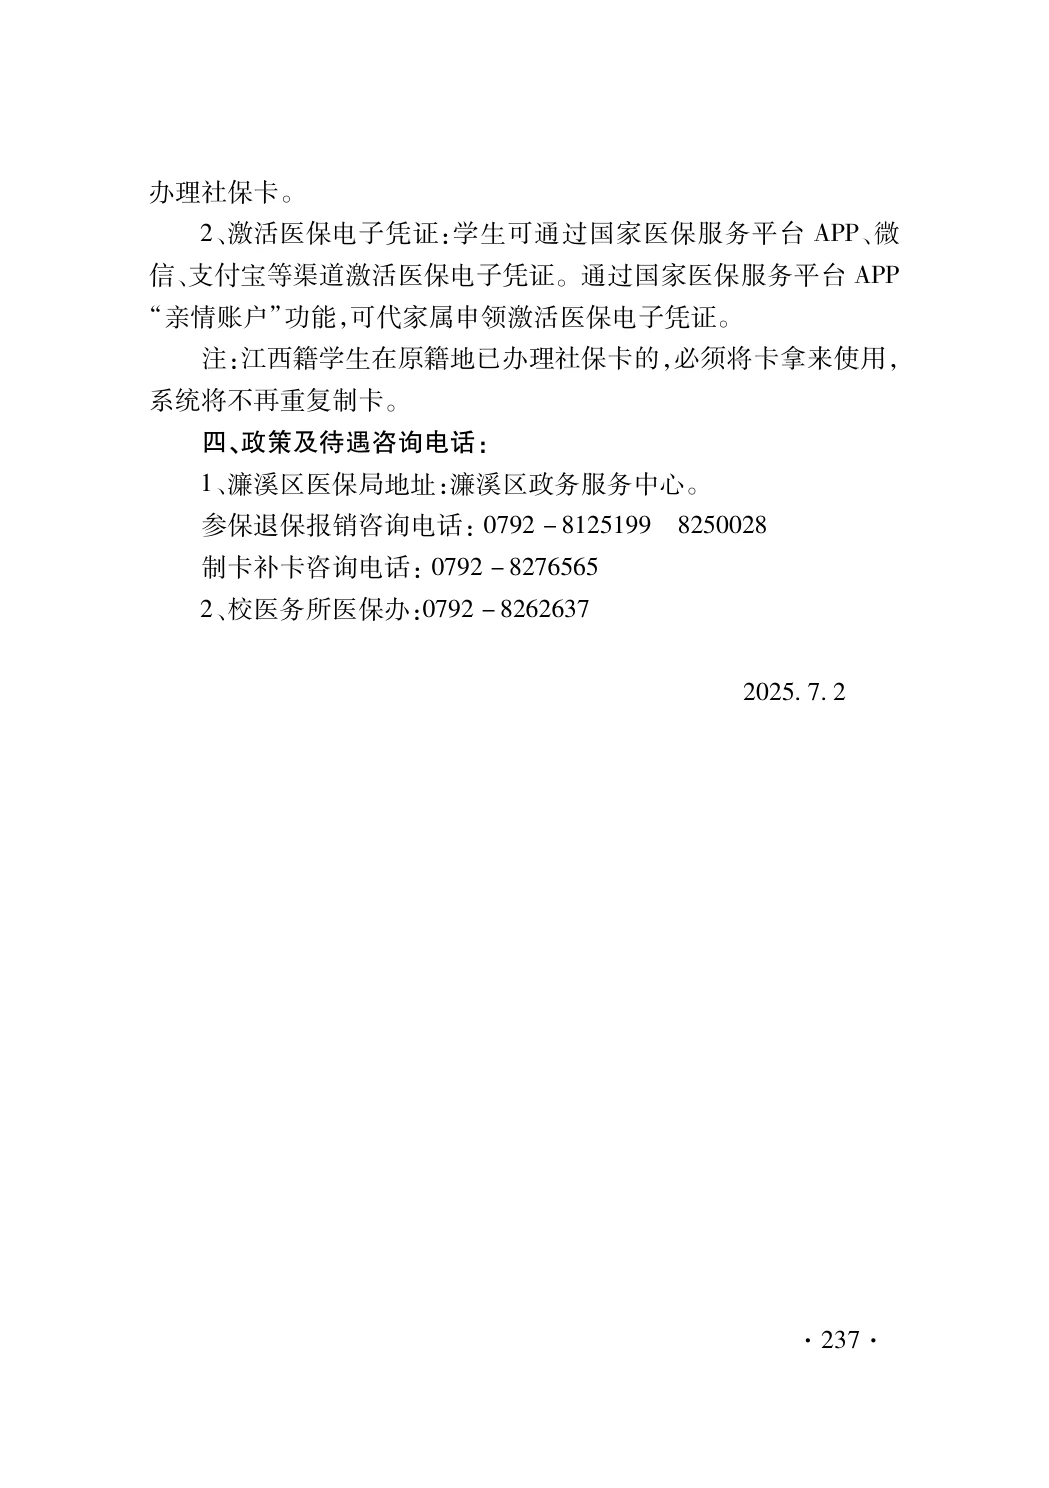 办理社保卡。
2、激活医保电子凭证:学生可通过国家医保服务平台 APP、微
信、支付宝等渠道激活医保电子凭证。通过国家医保服务平台 APP
“亲情账户”功能,可代家属申领激活医保电子凭证。
注:江西籍学生在原籍地已办理社保卡的,必须将卡拿来使用,
系统将不再重复制卡。
四、政策及待遇咨询电话:
1、濂溪区医保局地址:濂溪区政务服务中心。
参保退保报销咨询电话: 0792－8125199　8250028
制卡补卡咨询电话: 0792－8276565
2、校医务所医保办:0792－8262637
2025. 7. 2
· 237 ·